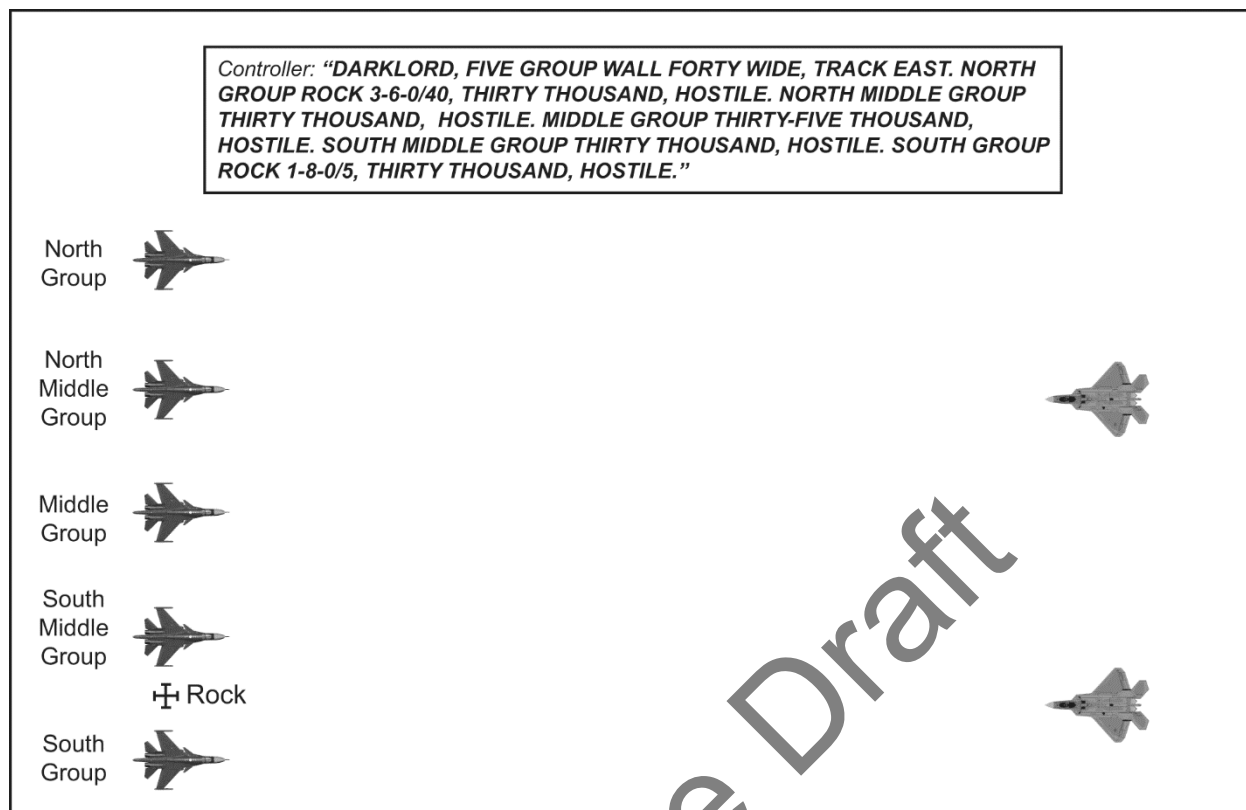 Controller: “DARKLORD, FIVE GROUP WALL FORTY WIDE, TRACK EAST. NORTH
GROUP ROCK 3-6-0/40, THIRTY THOUSAND, HOSTILE. NORTH MIDDLE GROUP
THIRTY THOUSAND, HOSTILE. MIDDLE GROUP THIRTY-FIVE THOUSAND,
HOSTILE. SOUTH MIDDLE GROUP THIRTY THOUSAND, HOSTILE. SOUTH GROUP
ROCK 1-8-0/5, THIRTY THOUSAND, HOSTILE.”
North
Group
North
Middle
Group
Middle
Group
South
Middle
Group
Rock
South
Group
e Draft